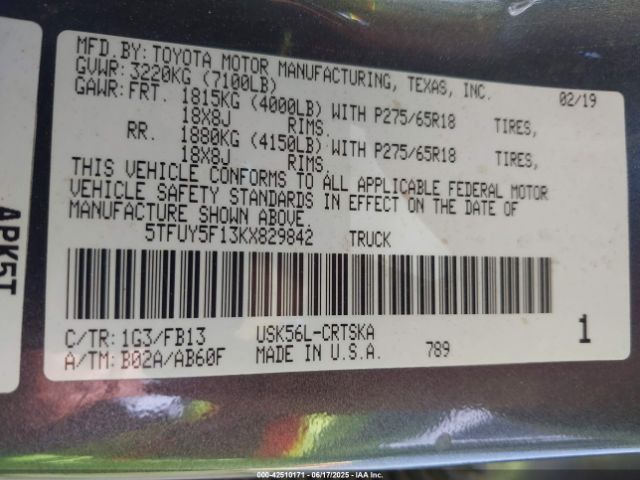 MFD.BY: TOYOTA MOTOR MANUFACTURING, TEXAS, INC.
GVWR: 3220KG (7100LB) 02/19
GAWR: FRT. 1815KG (4000LB) WITH P275/65R18 TIRES,
18X8J RIMS.
RR. 1880KG (4150LB) WITH P275/65R18 TIRES,
18X8J RIMS.
THIS VEHICLE CONFORMS TO ALL APPLICABLE FEDERAL MOTOR
VEHICLE SAFETY STANDARDS IN EFFECT ON THE DATE OF
MANUFACTURE SHOWN ABOVE
5TFUY5F13KX829842 TRUCK
C/TR: 1G3/FB13 USK56L-CRTSKA 1
A/TM: B02A/AB60F MADE IN U.S.A. 789
APK5T
000-42510171 - 06/17/2025 - IAA Inc.